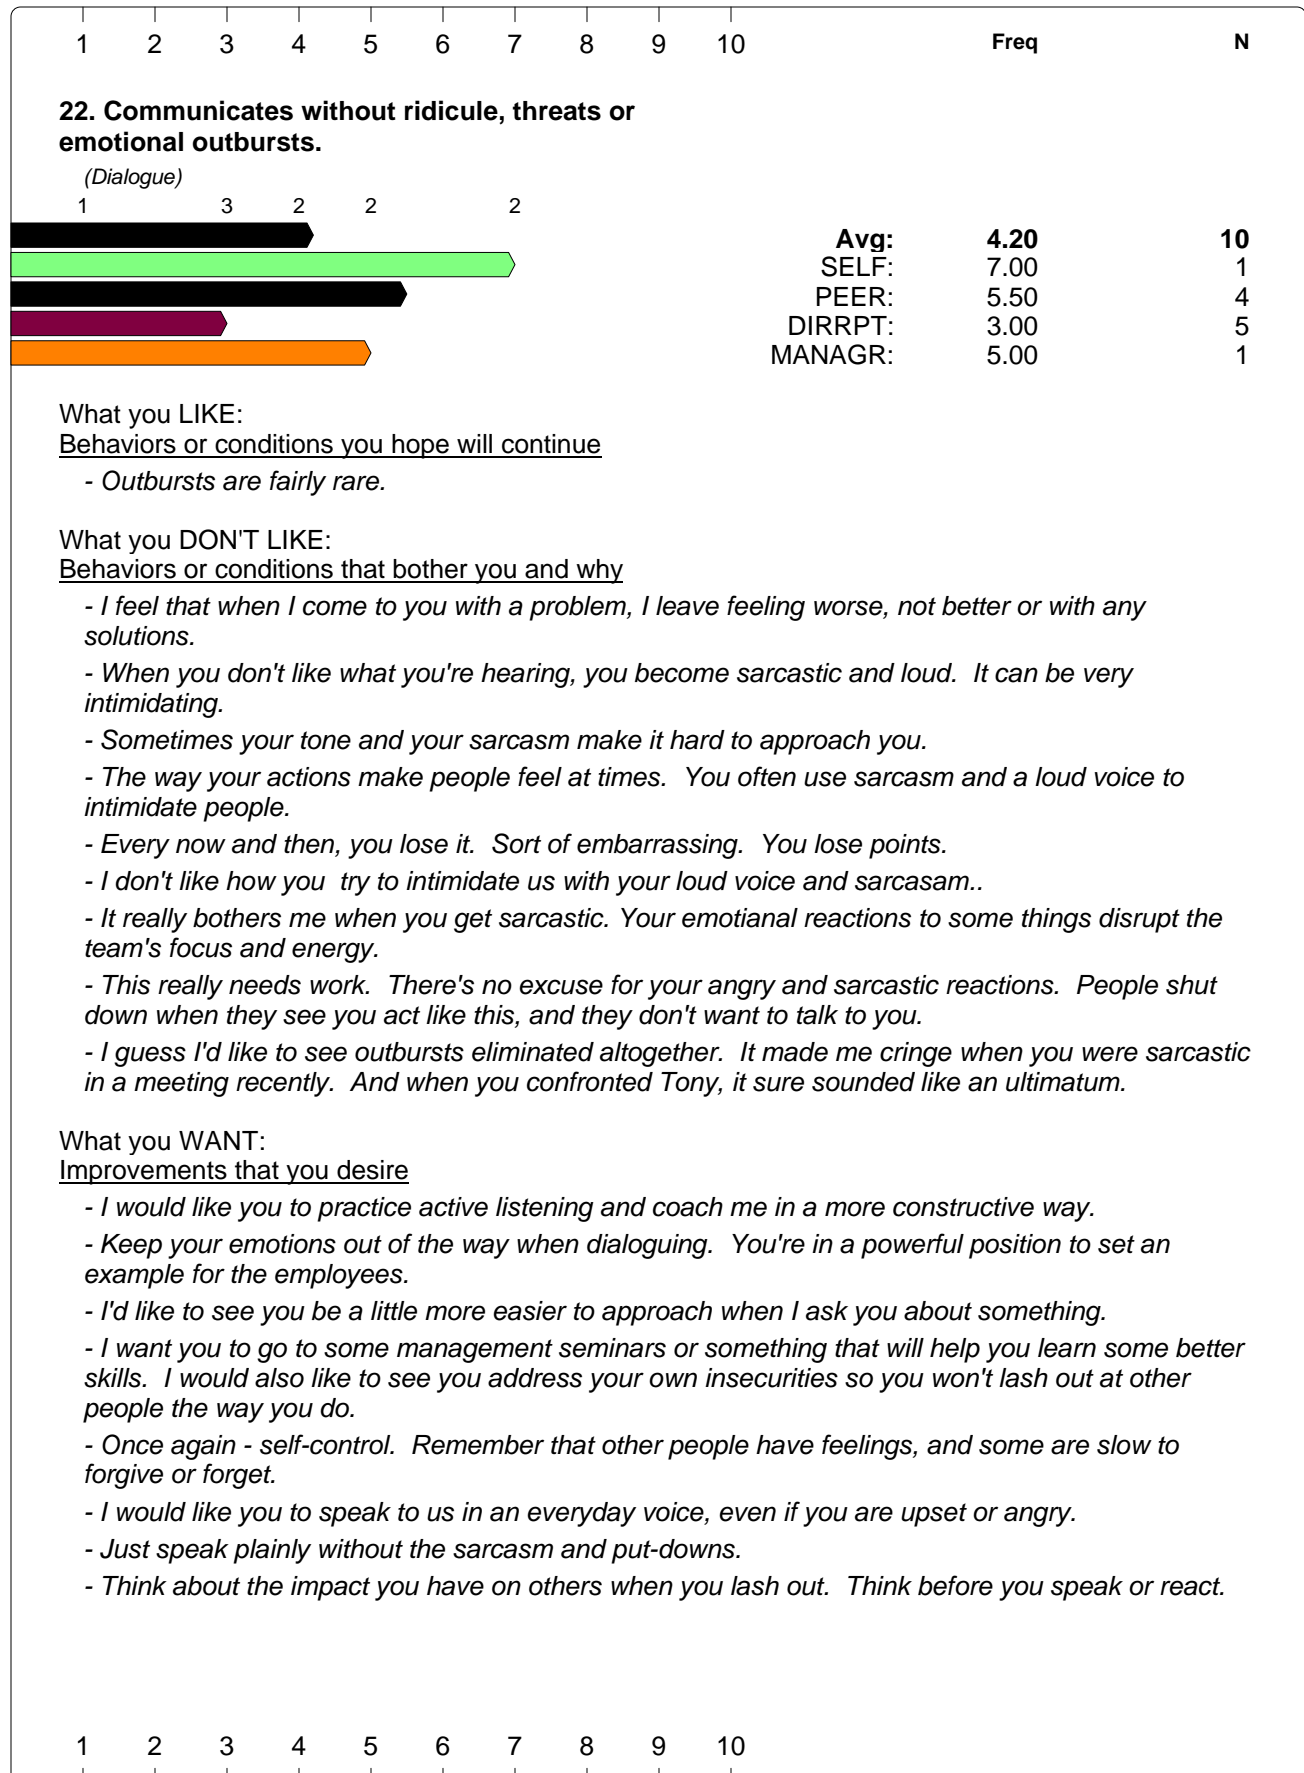 1 2 3 4 5 6 7 8 9 10 Freq N
22. Communicates without ridicule, threats or
emotional outbursts.
(Dialogue)
1 3 2 2 2
Avg: 4.20 10
SELF: 7.00 1
PEER: 5.50 4
DIRRPT: 3.00 5
MANAGR: 5.00 1
What you LIKE:
Behaviors or conditions you hope will continue
- Outbursts are fairly rare.
What you DON'T LIKE:
Behaviors or conditions that bother you and why
- I feel that when I come to you with a problem, I leave feeling worse, not better or with any
solutions.
- When you don't like what you're hearing, you become sarcastic and loud.  It can be very
intimidating.
- Sometimes your tone and your sarcasm make it hard to approach you.
- The way your actions make people feel at times.  You often use sarcasm and a loud voice to
intimidate people.
- Every now and then, you lose it.  Sort of embarrassing.  You lose points.
- I don't like how you  try to intimidate us with your loud voice and sarcasam..
- It really bothers me when you get sarcastic. Your emotianal reactions to some things disrupt the
team's focus and energy.
- This really needs work.  There's no excuse for your angry and sarcastic reactions.  People shut
down when they see you act like this, and they don't want to talk to you.
- I guess I'd like to see outbursts eliminated altogether.  It made me cringe when you were sarcastic
in a meeting recently.  And when you confronted Tony, it sure sounded like an ultimatum.
What you WANT:
Improvements that you desire
- I would like you to practice active listening and coach me in a more constructive way.
- Keep your emotions out of the way when dialoguing.  You're in a powerful position to set an
example for the employees.
- I'd like to see you be a little more easier to approach when I ask you about something.
- I want you to go to some management seminars or something that will help you learn some better
skills.  I would also like to see you address your own insecurities so you won't lash out at other
people the way you do.
- Once again - self-control.  Remember that other people have feelings, and some are slow to
forgive or forget.
- I would like you to speak to us in an everyday voice, even if you are upset or angry.
- Just speak plainly without the sarcasm and put-downs.
- Think about the impact you have on others when you lash out.  Think before you speak or react.
1 2 3 4 5 6 7 8 9 10